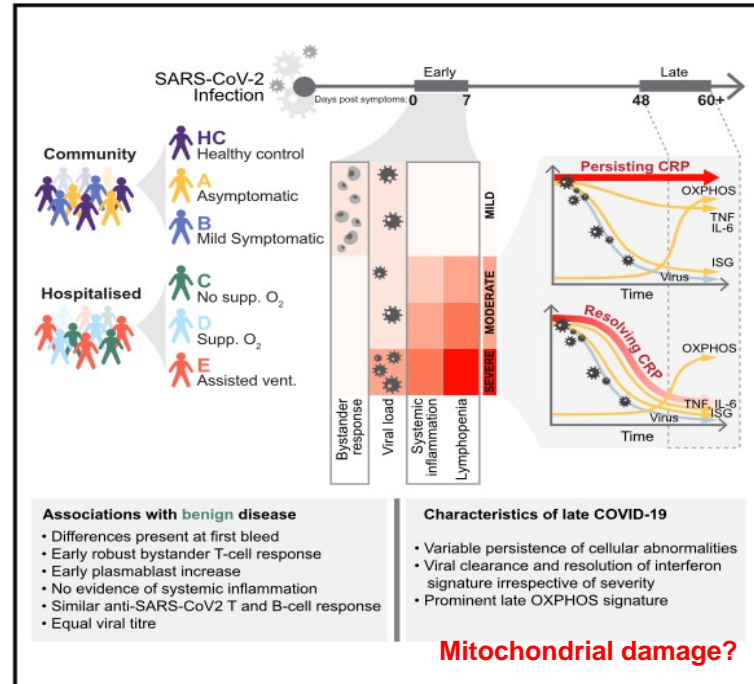 SARS-CoV-2
Infection
Days post symptoms:
Early
0
7
Late
48
60+
Community
HC
Healthy control
A
Asymptomatic
B
Mild Symptomatic
Hospitalised
C
No supp. O₂
D
Supp. O₂
E
Assisted vent.
MILD
MODERATE
SEVERE
Bystander
response
Viral load
Systemic
inflammation
Lymphopenia
Persisting CRP
OXPHOS
TNF
IL-6
ISG
Virus
Time
Resolving CRP
OXPHOS
TNF, IL-6
ISG
Virus
Time
Associations with benign disease
• Differences present at first bleed
• Early robust bystander T-cell response
• Early plasmablast increase
• No evidence of systemic inflammation
• Similar anti-SARS-CoV2 T and B-cell response
• Equal viral titre
Characteristics of late COVID-19
• Variable persistence of cellular abnormalities
• Viral clearance and resolution of interferon
signature irrespective of severity
• Prominent late OXPHOS signature
Mitochondrial damage?